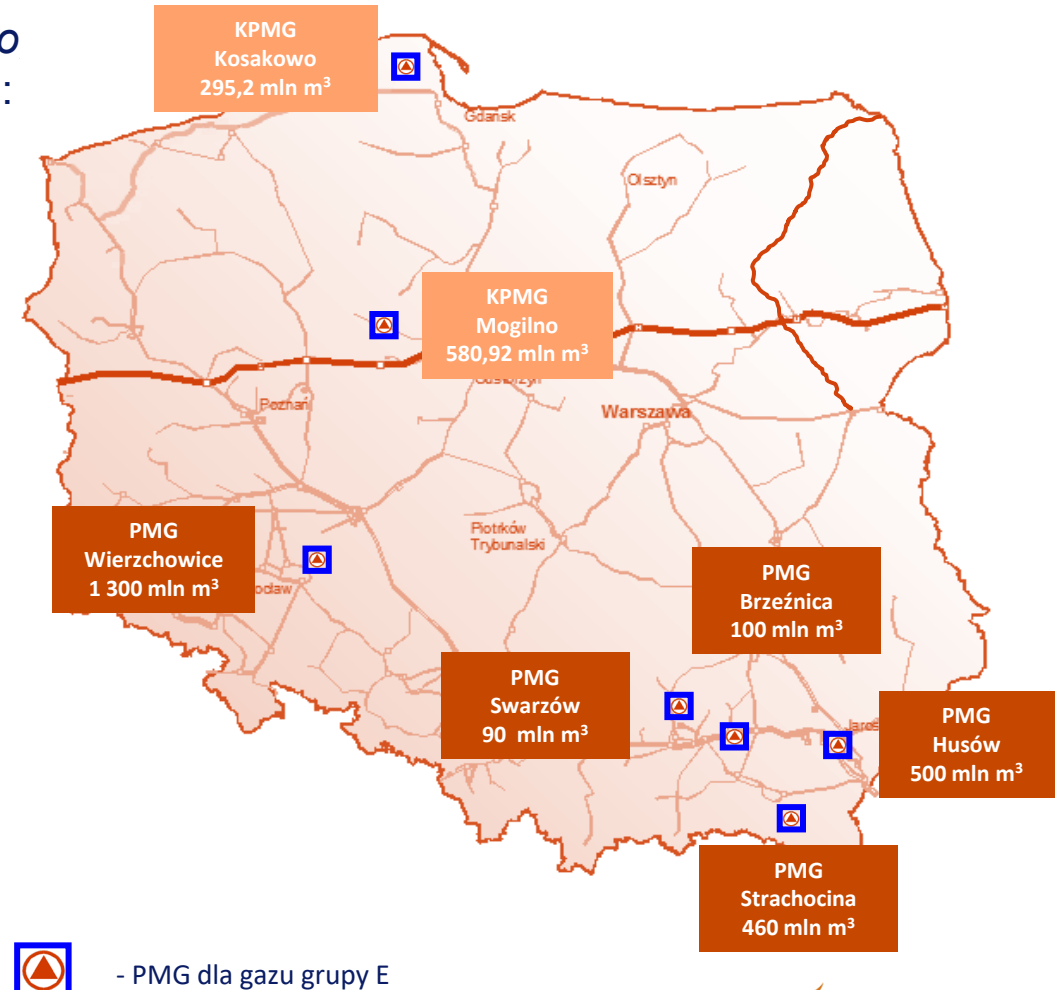 o
:
KPMG
Kosakowo
295,2 mln m³
Gdańsk
Olsztyn
KPMG
Mogilno
580,92 mln m³
Poznań
Warszawa
PMG
Wierzchowice
1 300 mln m³
Piotrków
Trybunalski
PMG
Brzeźnica
100 mln m³
PMG
Swarzów
90 mln m³
PMG
Husów
500 mln m³
PMG
Strachocina
460 mln m³
- PMG dla gazu grupy E